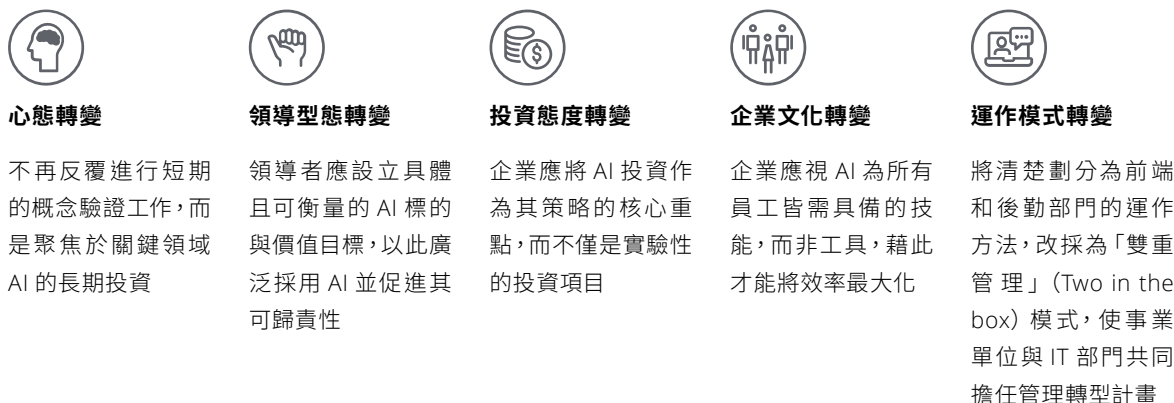 心態轉變
不再反覆進行短期
的概念驗證工作，而
是聚焦於關鍵領域
AI 的長期投資
領導型態轉變
領導者應設立具體
且可衡量的 AI 標的
與價值目標，以此廣
泛採用 AI 並促進其
可歸責性
投資態度轉變
企業應將 AI 投資作
為其策略的核心重
點，而不僅是實驗性
的投資項目
企業文化轉變
企業應視 AI 為所有
員工皆需具備的技
能，而非工具，藉此
才能將效率最大化
運作模式轉變
將清楚劃分為前端
和後勤部門的運作
方法，改採為「雙重
管理」（Two in the
box）模式，使事業
單位與 IT 部門共同
擔任管理轉型計畫